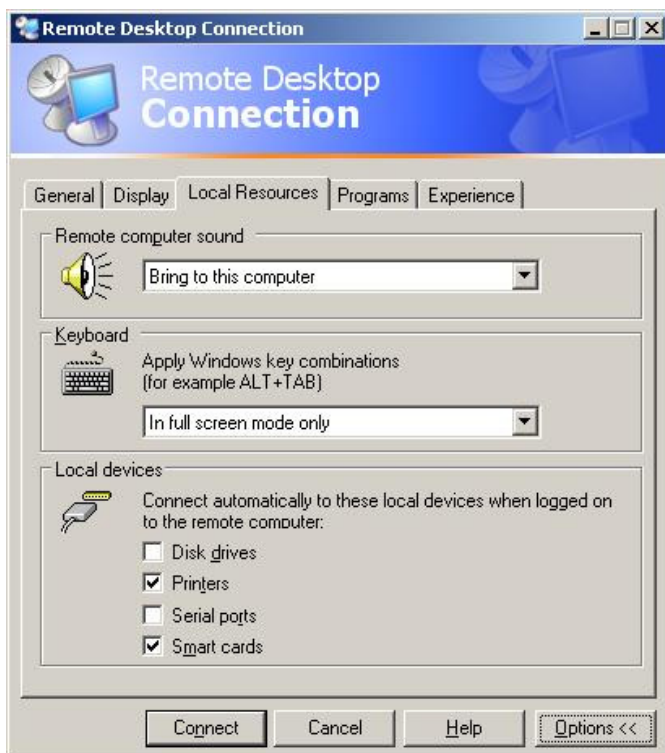 Remote Desktop Connection
Remote Desktop
Connection
General Display Local Resources Programs Experience
Remote computer sound
Bring to this computer
Keyboard
Apply Windows key combinations
(for example ALT+TAB)
In full screen mode only
Local devices
Connect automatically to these local devices when logged on
to the remote computer:
Disk drives
Printers
Serial ports
Smart cards
Connect Cancel Help Options <<